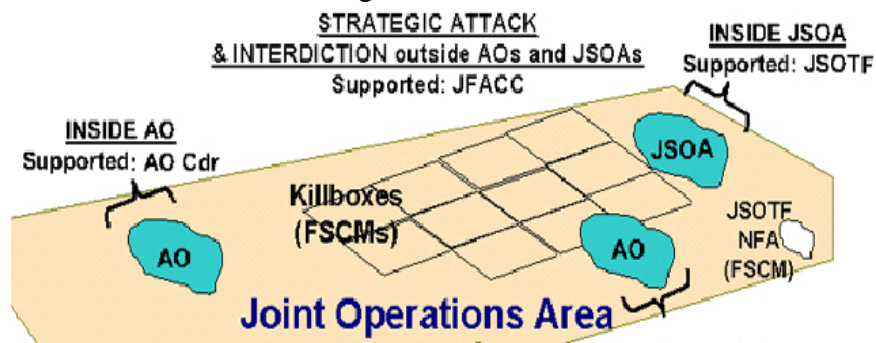 STRATEGIC ATTACK
& INTERDICTION outside AOs and JSOAs
Supported: JFACC
INSIDE JSOA
Supported: JSOTF
INSIDE AO
Supported: AO Cdr
JSOA
Killboxes
(FSCMs)
JSOTF
NFA
(FSCM)
AO
AO
Joint Operations Area